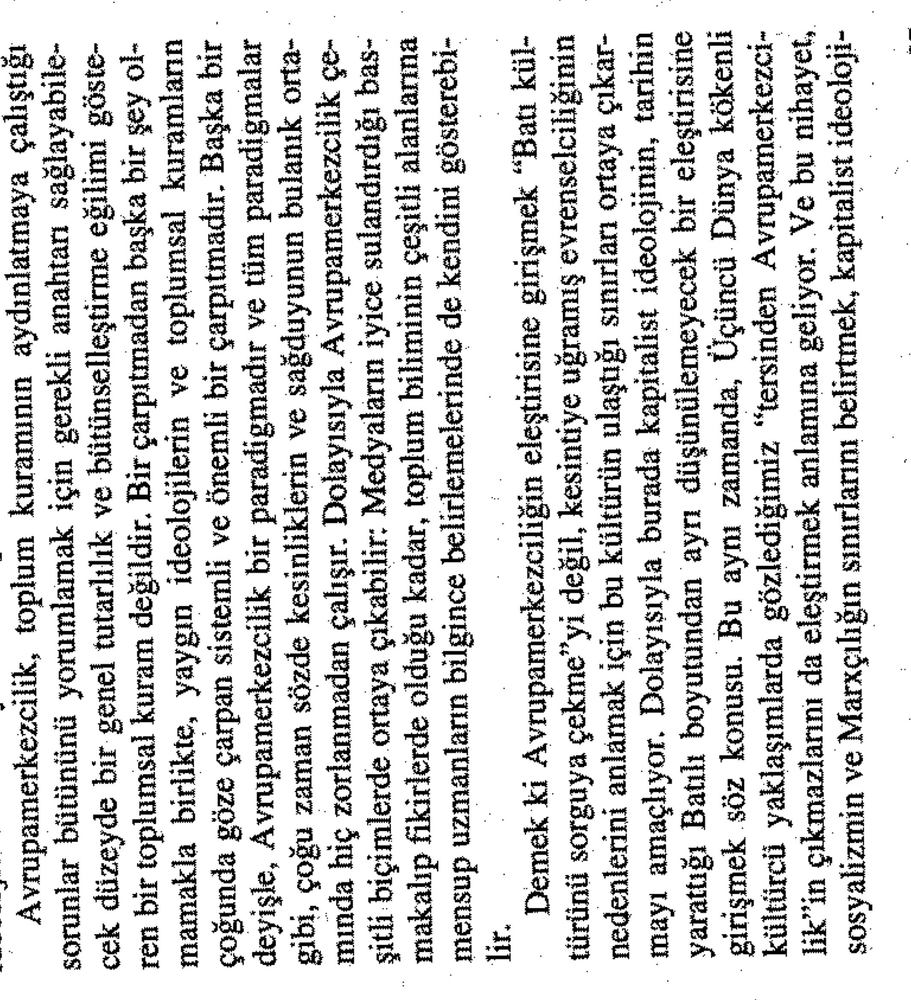 Avrupamerkezcilik, toplum kuramının aydınlatmaya çalıştığı
sorunlar bütününü yorumlamak için gerekli anahtarı sağlayabile-
cek düzeyde bir genel tutarlılık ve bütünselleştirme eğilimi göste-
ren bir toplumsal kuram değildir. Bir çarpıtmadan başka bir şey ol-
mamakla birlikte, yaygın ideolojilerin ve toplumsal kuramların
çoğunda göze çarpan sistemli ve önemli bir çarpıtmadır. Başka bir
deyişle, Avrupamerkezcilik bir paradigmadır ve tüm paradigmalar
gibi, çoğu zaman sözde kesinliklerin ve sağduyunun bulanık orta-
mında hiç zorlanmadan çalışır. Dolayısıyla Avrupamerkezcilik çe-
şitli biçimlerde ortaya çıkabilir: Medyaların iyice sulandırdığı bas-
makalıp fikirlerde olduğu kadar, toplum biliminin çeşitli alanlarına
mensup uzmanların bilgince belirlemelerinde de kendini gösterebi-
lir.
Demek ki Avrupamerkezciliğin eleştirisine girişmek “Batı kül-
türünü sorguya çekme”yi değil, kesintiye uğramış evrenselciliğinin
nedenlerini anlamak için bu kültürün ulaştığı sınırları ortaya çıkar-
mayı amaçlıyor. Dolayısıyla burada kapitalist ideolojinin, tarihin
yarattığı Batılı boyutundan ayrı düşünülemeyecek bir eleştirisine
girişmek söz konusu. Bu aynı zamanda, Üçüncü Dünya kökenli
kültürcü yaklaşımlarda gözlediğimiz “tersinden Avrupamerkezci-
lik”in çıkmazlarını da eleştirmek anlamına geliyor. Ve bu nihayet,
sosyalizmin ve Marxçılığın sınırlarını belirtmek, kapitalist ideoloji-